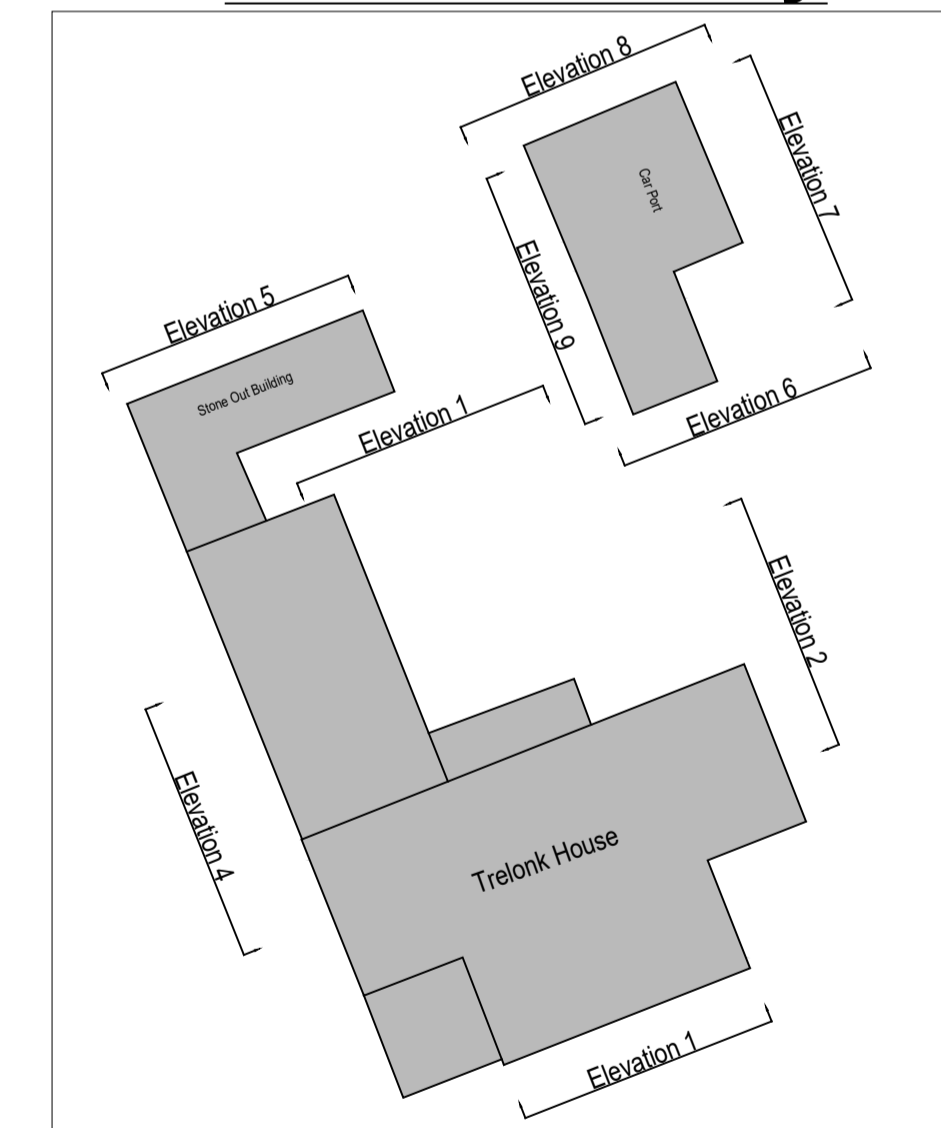 Elevation 8
Elevation 7
Car Port
Elevation 9
Elevation 5
Stone Out Building
Elevation 1
Elevation 6
Elevation 2
Elevation 4
Trelonk House
Elevation 1